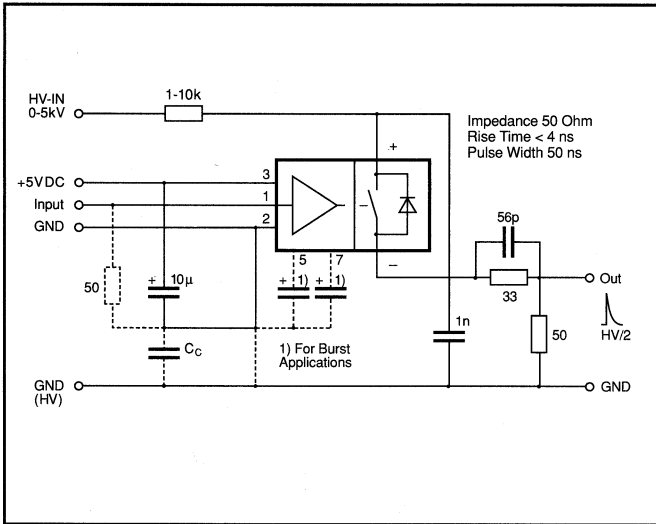 HV-IN
0-5kV
1-10k
Impedance 50 Ohm
Rise Time < 4 ns
Pulse Width 50 ns
+
+5VDC
3
Input
1
GND
2
5
7
−
56p
50
+
10µ
+
1)
+
1)
33
Out
1n
50
HV/2
CC
1) For Burst
Applications
GND
(HV)
GND